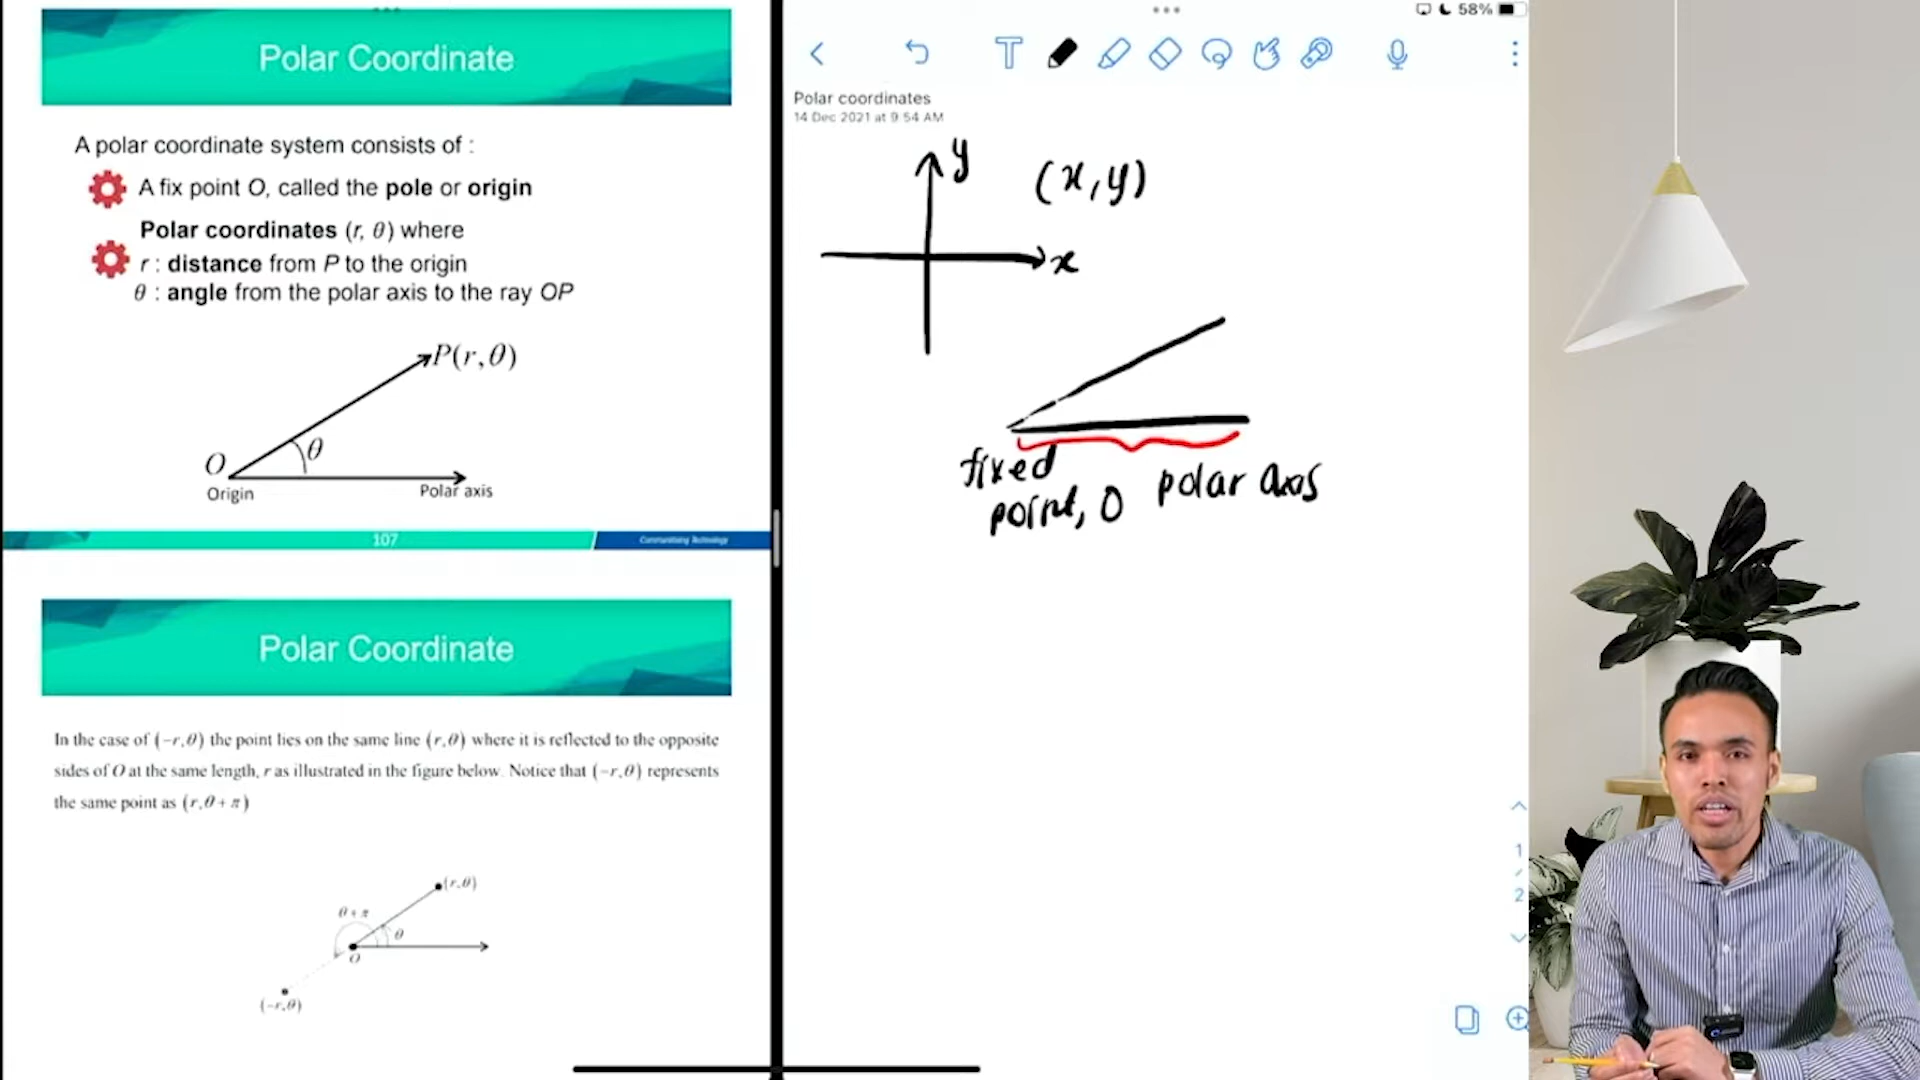 Polar Coordinate
A polar coordinate system consists of :
A fix point O, called the pole or origin
Polar coordinates (r, θ) where
r : distance from P to the origin
θ : angle from the polar axis to the ray OP
P(r,θ)
θ
O
Origin
Polar axis
107
Communitising Technology
Polar Coordinate
In the case of (−r,θ) the point lies on the same line (r,θ) where it is reflected to the opposite
sides of O at the same length, r as illustrated in the figure below. Notice that (−r,θ) represents
the same point as (r,θ + π)
(r,θ)
θ + π
θ
O
(−r,θ)
58%
T
Polar coordinates
14 Dec 2021 at 9:54 AM
y
(x,y)
x
fixed
point, O
polar axis
1
/
2